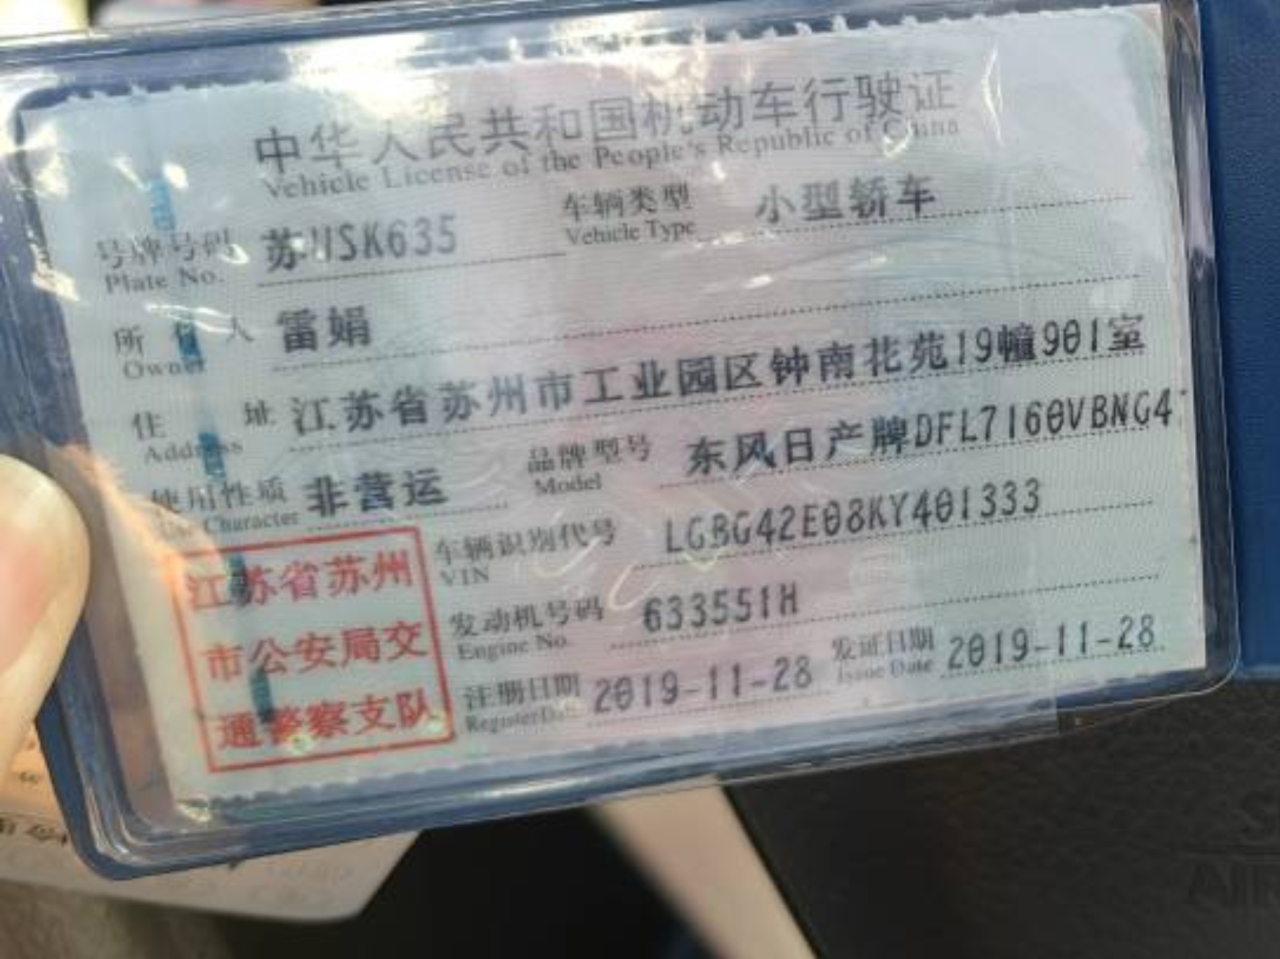 中华人民共和国机动车行驶证
Vehicle License of the People's Republic of China
号牌号码 车辆类型 小型轿车
Plate No. Vehicle Type
所有人 雷娟
Owner
住址 江苏省苏州市工业园区钟南花苑19幢901室
Address
使用性质 非营运 品牌型号 东风日产牌DFL7160VBNG4
Use Character Model
车辆识别代号 LGBG42E08KY401333
VIN
发动机号码 633551H
Engine No.
注册日期 2019-11-28 发证日期 2019-11-28
Register Date Issue Date
江苏省苏州
市公安局交
通警察支队
AIR